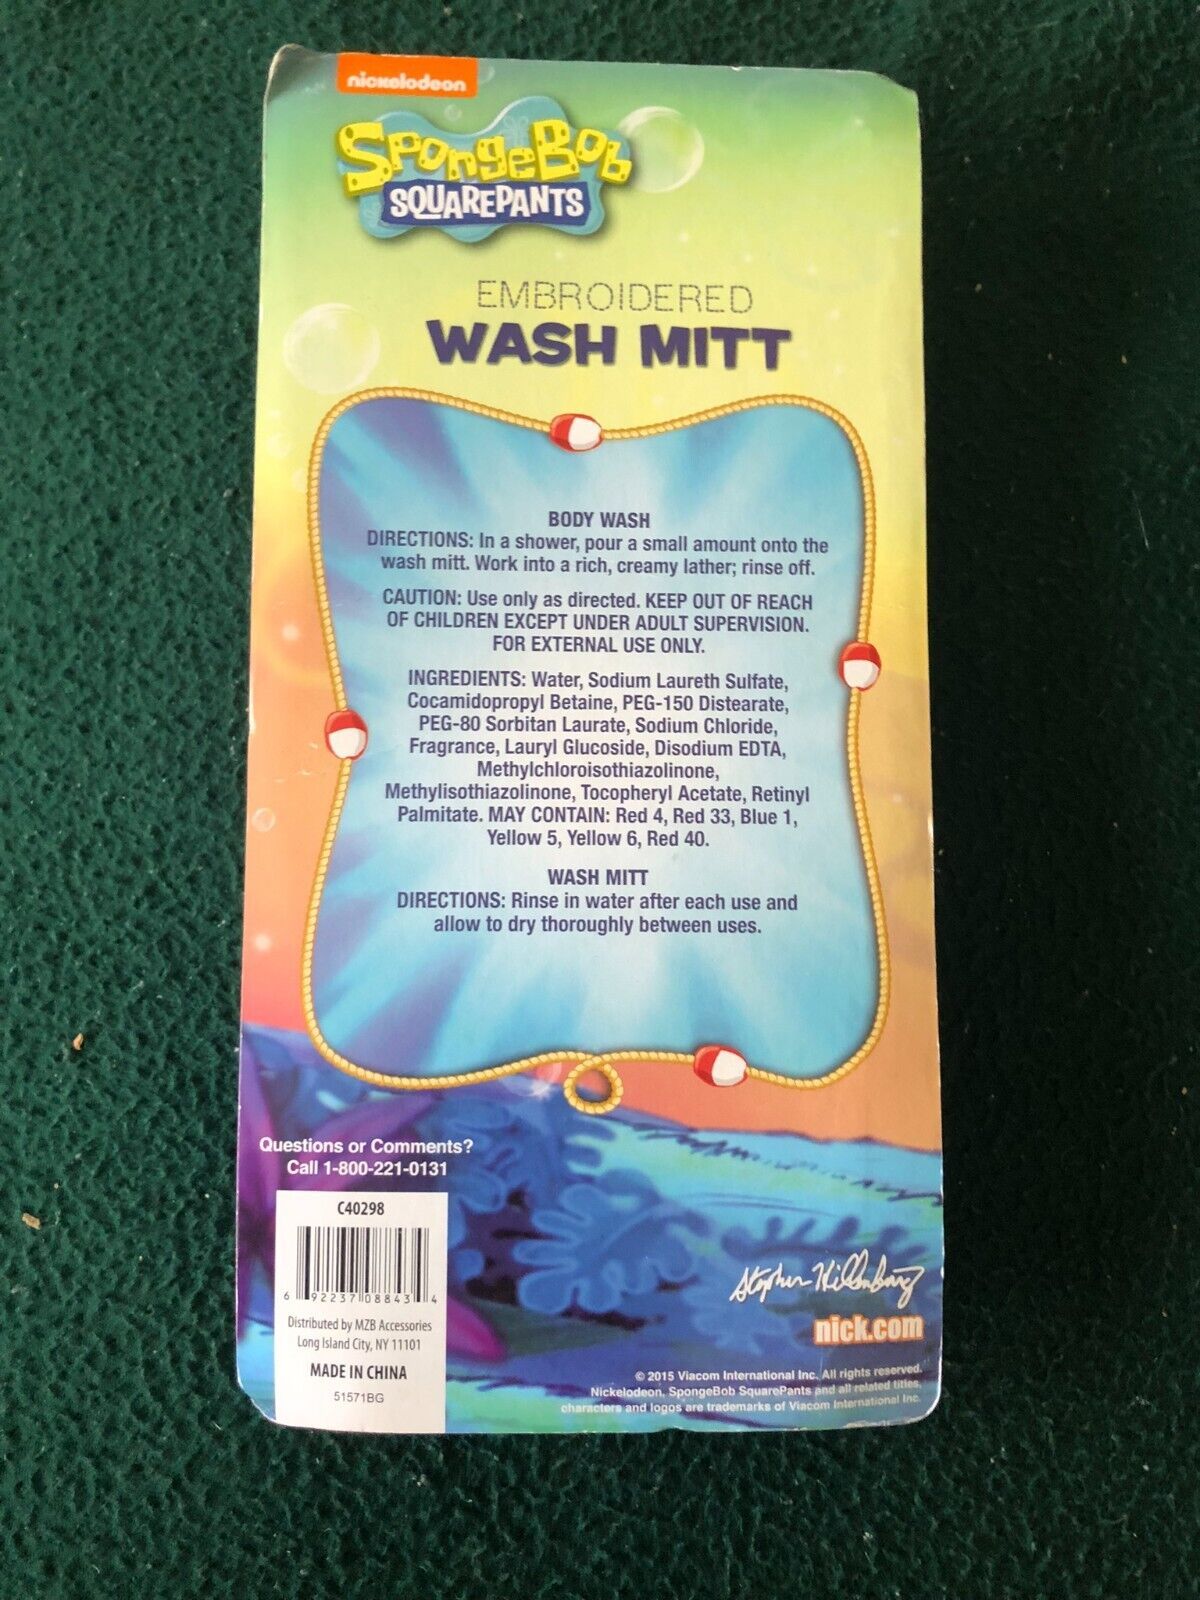 nickelodeon
SPONGEBOB
SQUAREPANTS
EMBROIDERED
WASH MITT
BODY WASH
DIRECTIONS: In a shower, pour a small amount onto the
wash mitt. Work into a rich, creamy lather; rinse off.
CAUTION: Use only as directed. KEEP OUT OF REACH
OF CHILDREN EXCEPT UNDER ADULT SUPERVISION.
FOR EXTERNAL USE ONLY.
INGREDIENTS: Water, Sodium Laureth Sulfate,
Cocamidopropyl Betaine, PEG-150 Distearate,
PEG-80 Sorbitan Laurate, Sodium Chloride,
Fragrance, Lauryl Glucoside, Disodium EDTA,
Methylchloroisothiazolinone,
Methylisothiazolinone, Tocopheryl Acetate, Retinyl
Palmitate. MAY CONTAIN: Red 4, Red 33, Blue 1,
Yellow 5, Yellow 6, Red 40.
WASH MITT
DIRECTIONS: Rinse in water after each use and
allow to dry thoroughly between uses.
Questions or Comments?
Call 1-800-221-0131
C40298
6 92237 08843 4
Distributed by MZB Accessories
Long Island City, NY 11101
MADE IN CHINA
51571BG
Stephen Hillenburg
nick.com
© 2015 Viacom International Inc. All rights reserved.
Nickelodeon, SpongeBob SquarePants and all related titles,
characters and logos are trademarks of Viacom International Inc.